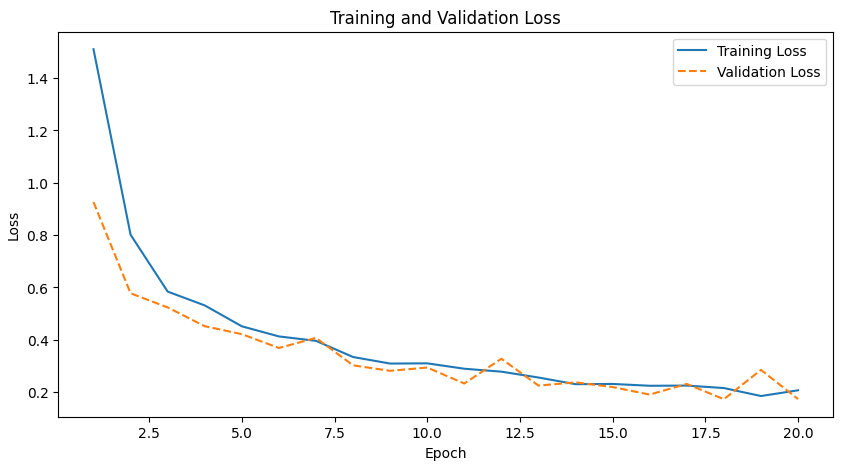 Training and Validation Loss
Training Loss
Validation Loss
Loss
1.4
1.2
1.0
0.8
0.6
0.4
0.2
2.5 5.0 7.5 10.0 12.5 15.0 17.5 20.0
Epoch